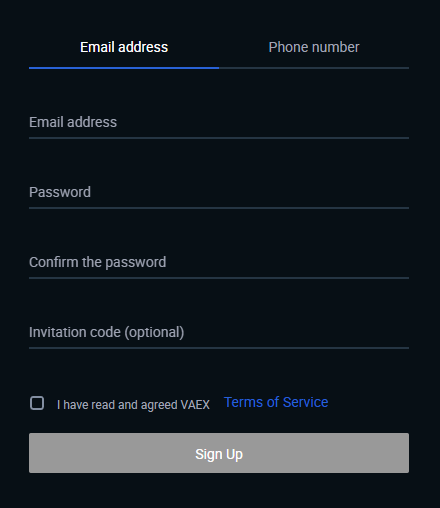 Email address Phone number
Email address
Password
Confirm the password
Invitation code (optional)
I have read and agreed VAEX Terms of Service
Sign Up